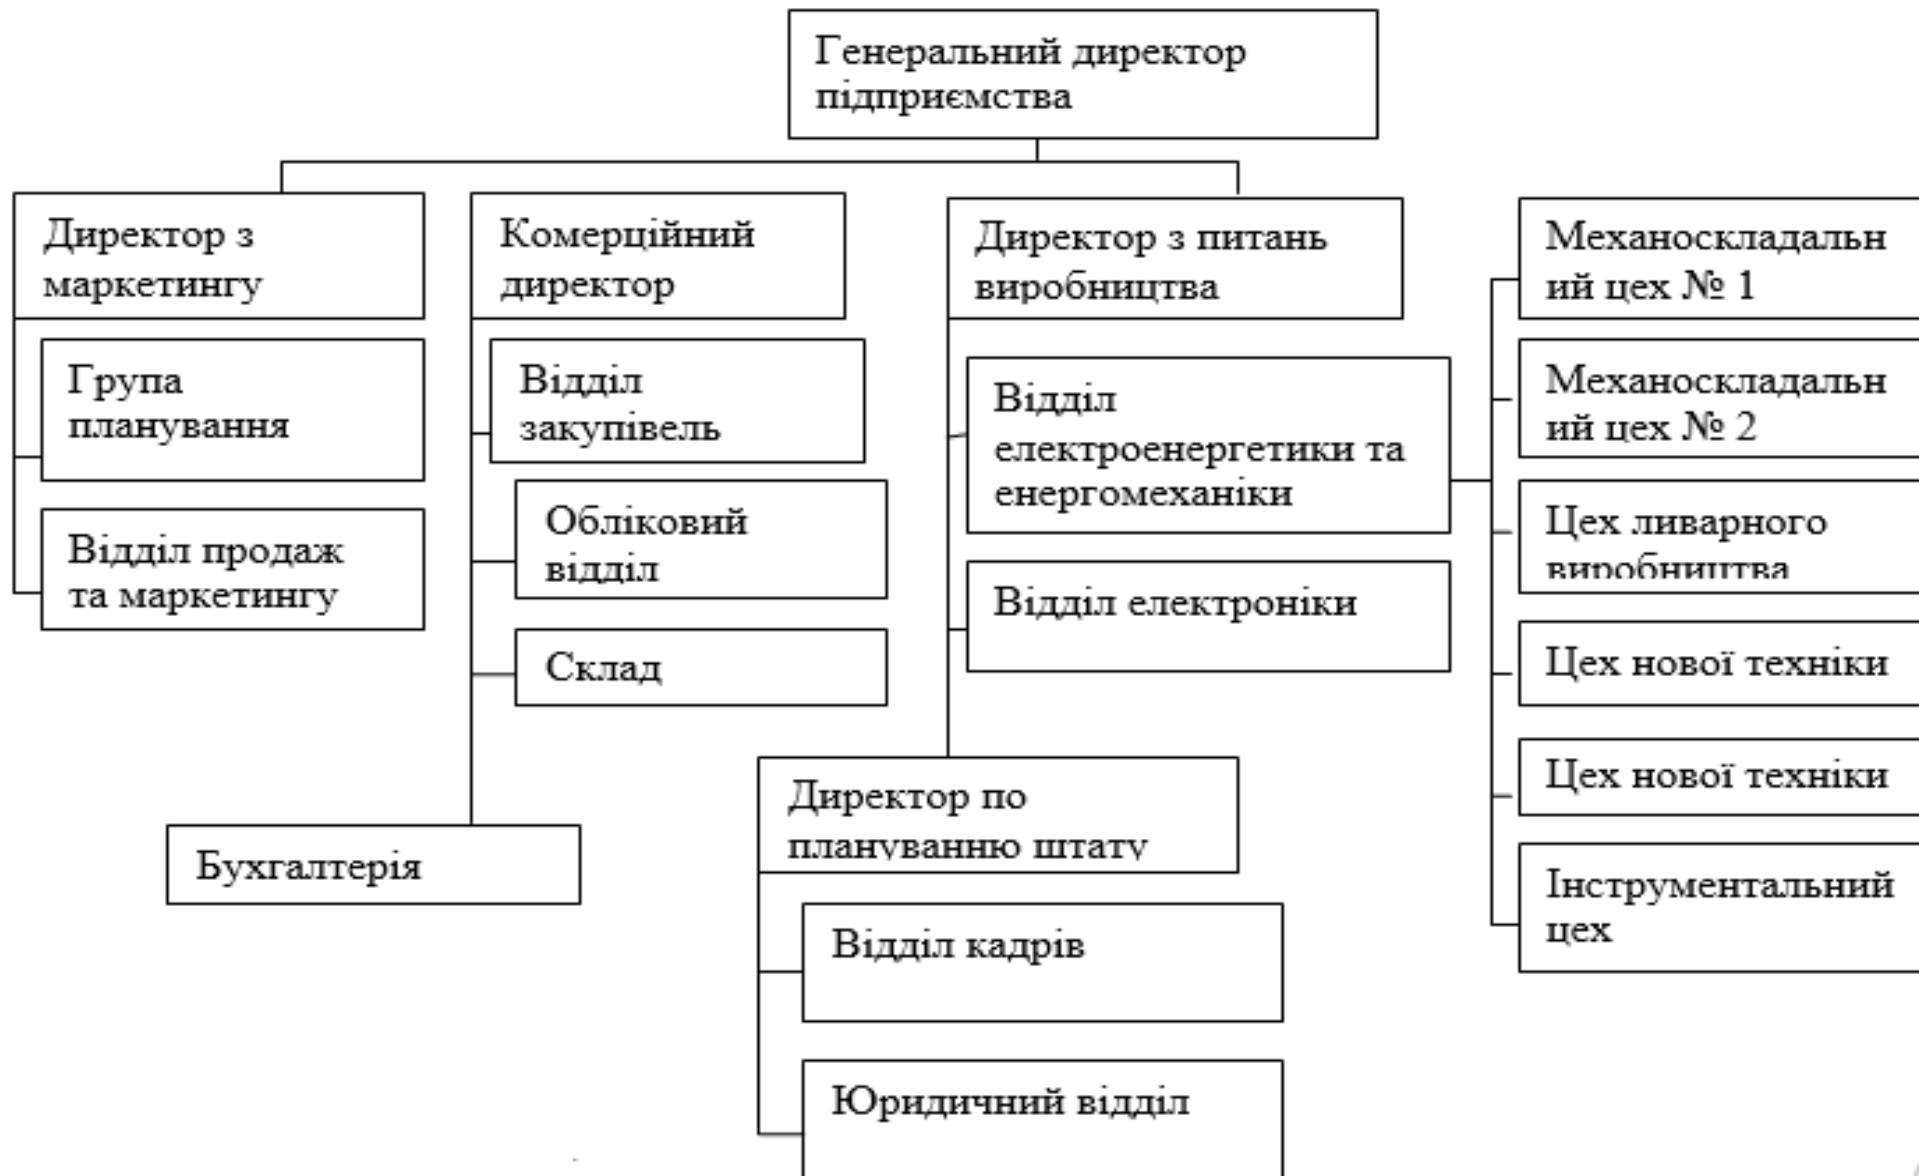 Генеральний директор
підприємства
Директор з
маркетингу
Комерційний
директор
Директор з питань
виробництва
Механоскладальн
ий цех № 1
Група
планування
Відділ
закупівель
Відділ
електроенергетики та
енергомеханіки
Механоскладальн
ий цех № 2
Відділ продаж
та маркетингу
Обліковий
відділ
Відділ електроніки
Цех ливарного
виробництва
Склад
Цех нової техніки
Цех нової техніки
Бухгалтерія
Директор по
плануванню штату
Інструментальний
цех
Відділ кадрів
Юридичний відділ